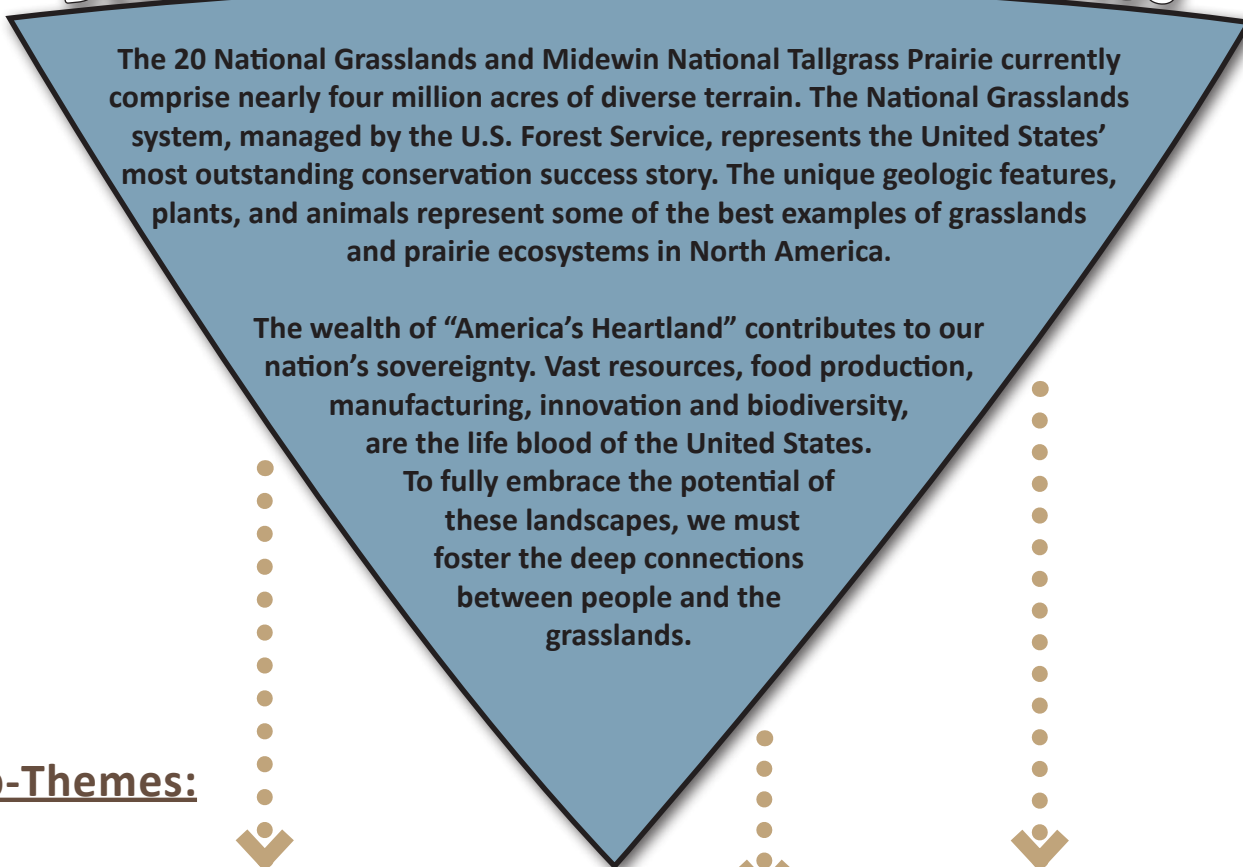 The 20 National Grasslands and Midewin National Tallgrass Prairie currently
comprise nearly four million acres of diverse terrain. The National Grasslands
system, managed by the U.S. Forest Service, represents the United States’
most outstanding conservation success story. The unique geologic features,
plants, and animals represent some of the best examples of grasslands
and prairie ecosystems in North America.
The wealth of “America’s Heartland” contributes to our
nation’s sovereignty. Vast resources, food production,
manufacturing, innovation and biodiversity,
are the life blood of the United States.
To fully embrace the potential of
these landscapes, we must
foster the deep connections
between people and the
grasslands.
-Themes: